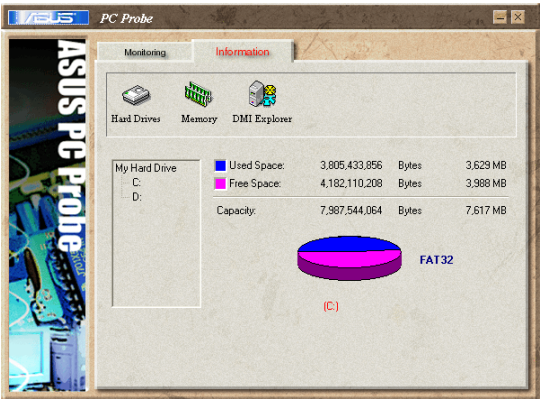 ASUS PC Probe
Monitoring Information
Hard Drives Memory DMI Explorer
ASUS PC Probe
My Hard Drive
C:
D:
Used Space: 3,805,433,856 Bytes 3,629 MB
Free Space: 4,182,110,208 Bytes 3,988 MB
Capacity: 7,987,544,064 Bytes 7,617 MB
FAT32
(C:)